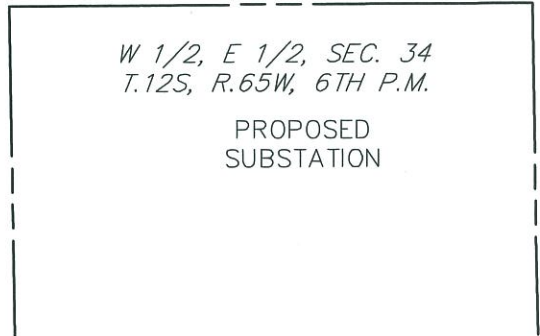 W 1/2, E 1/2, SEC. 34
T.12S, R.65W, 6TH P.M.
PROPOSED
SUBSTATION